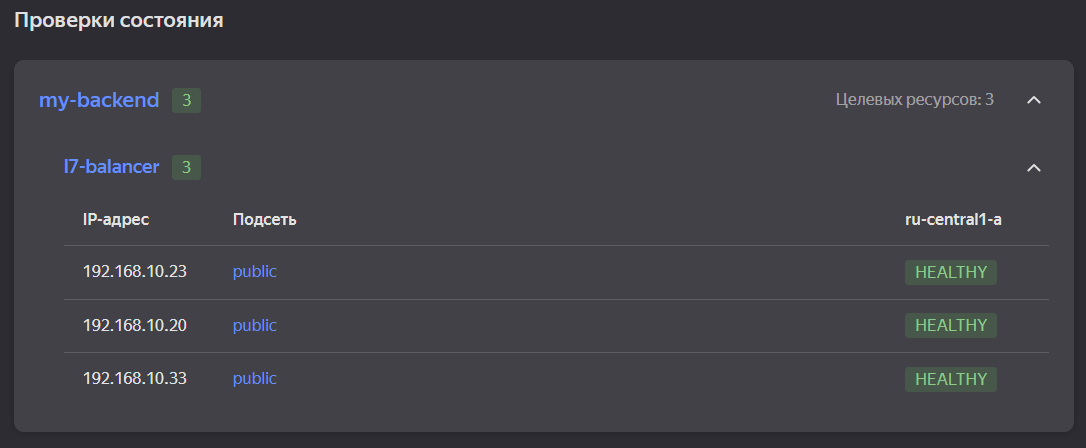 Проверки состояния
my-backend 3 Целевых ресурсов: 3
l7-balancer 3
IP-адрес Подсеть ru-central1-a
192.168.10.23 public HEALTHY
192.168.10.20 public HEALTHY
192.168.10.33 public HEALTHY